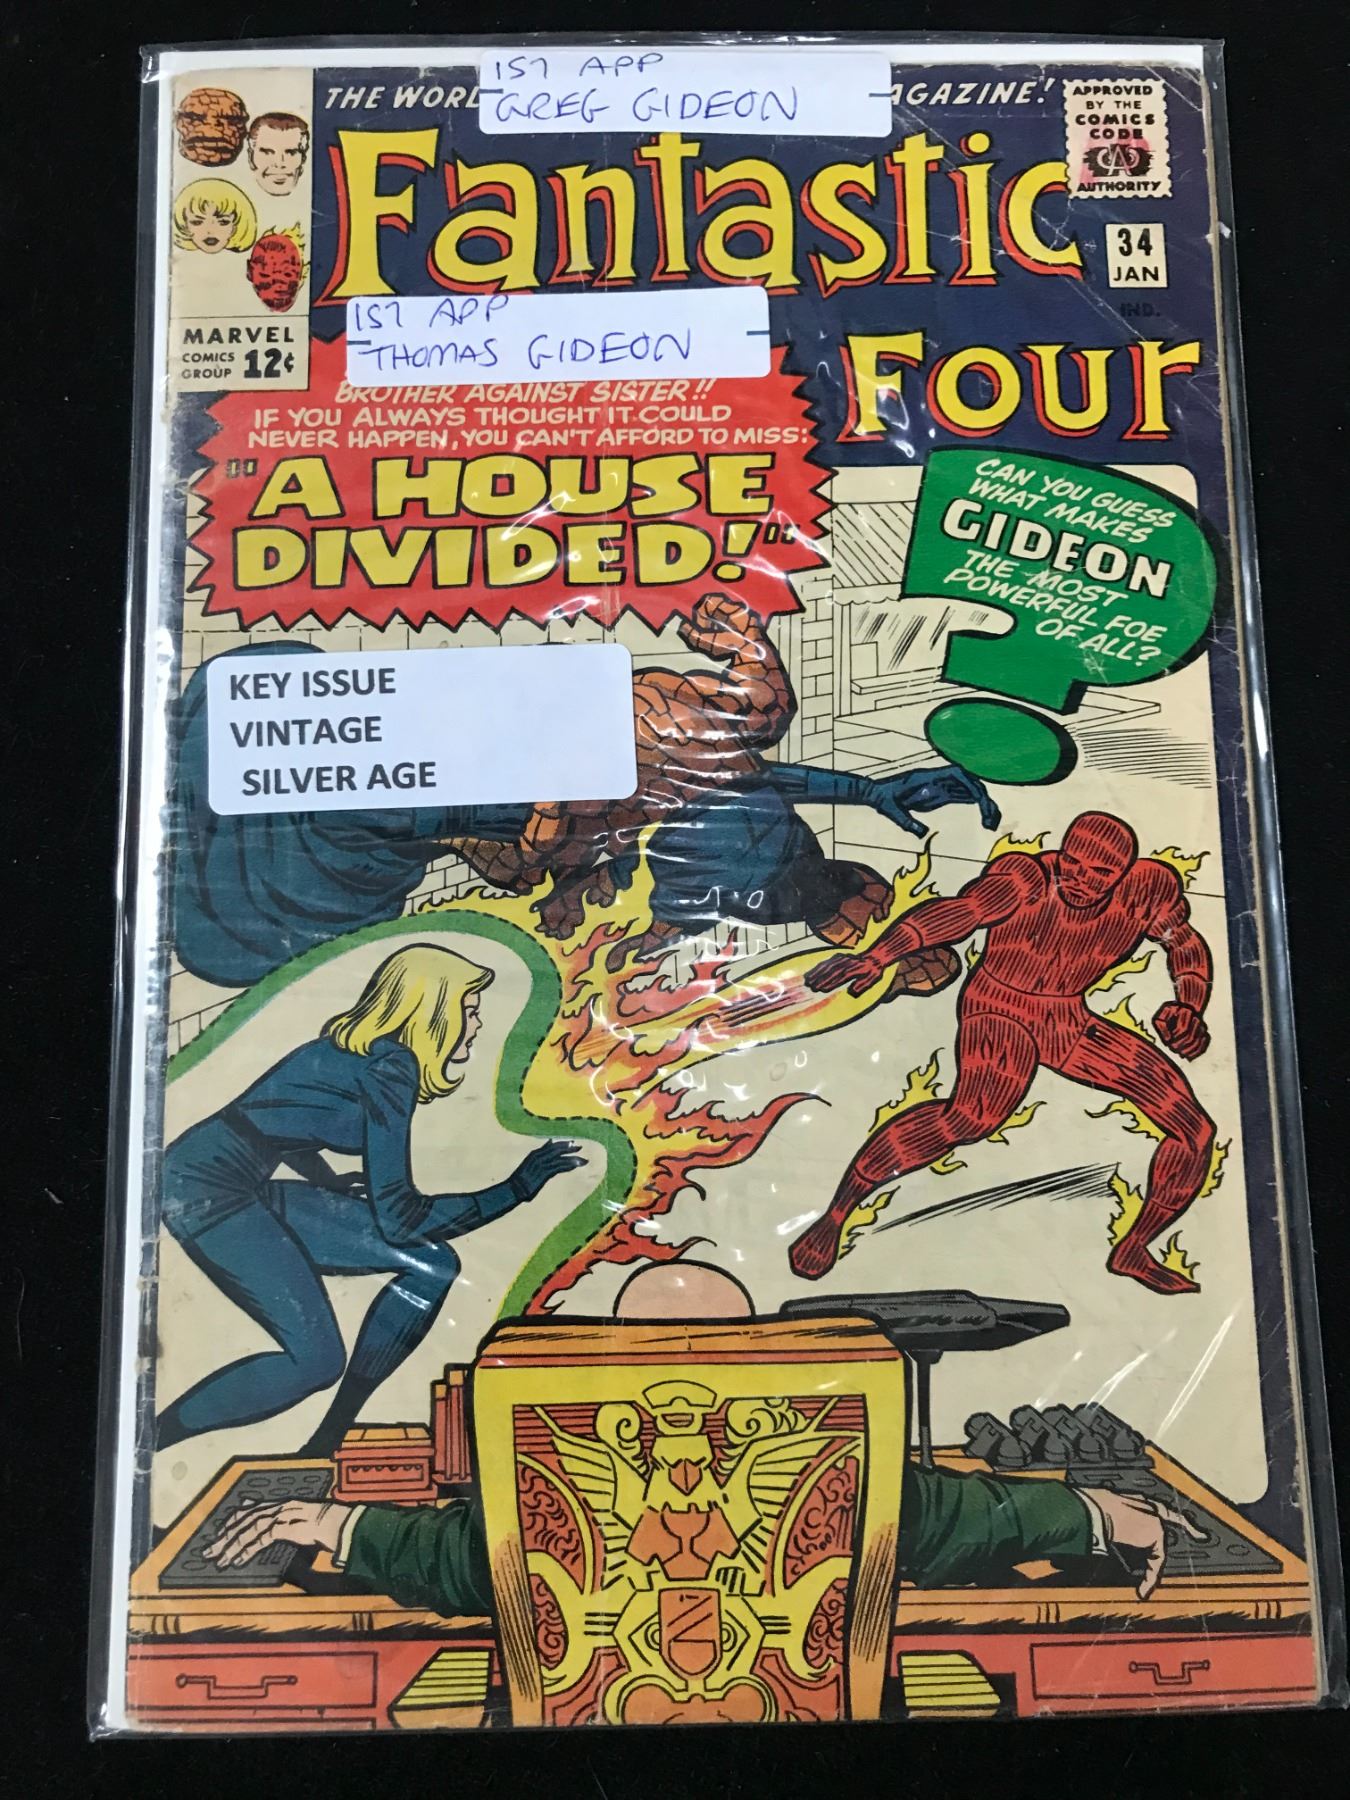 1ST APP
GREG GIDEON
THE WORL AGAZINE!
APPROVED
BY THE
COMICS
CODE
CA
AUTHORITY
Fantastic
34
JAN
IND.
1ST APP
THOMAS GIDEON
MARVEL
COMICS
GROUP 12¢
Four
BROTHER AGAINST SISTER!!
IF YOU ALWAYS THOUGHT IT COULD
NEVER HAPPEN, YOU CAN'T AFFORD TO MISS:
"A HOUSE
DIVIDED!"
CAN YOU GUESS
WHAT MAKES
GIDEON
THE MOST
POWERFUL FOE
OF ALL?
KEY ISSUE
VINTAGE
SILVER AGE